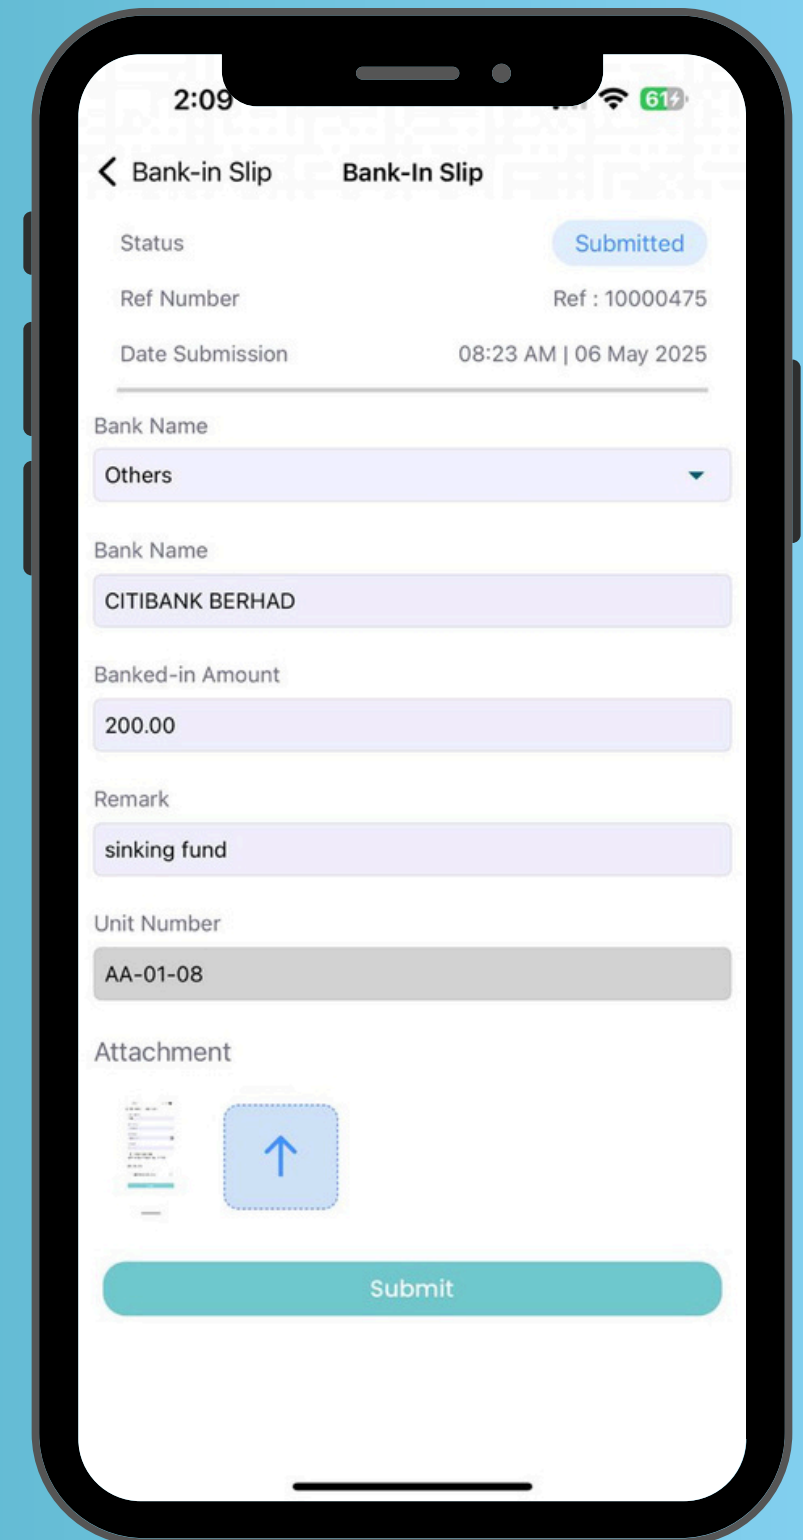 2:09
61
Bank-in Slip Bank-In Slip
Status Submitted
Ref Number Ref : 10000475
Date Submission 08:23 AM | 06 May 2025
Bank Name
Others
Bank Name
CITIBANK BERHAD
Banked-in Amount
200.00
Remark
sinking fund
Unit Number
AA-01-08
Attachment
Submit